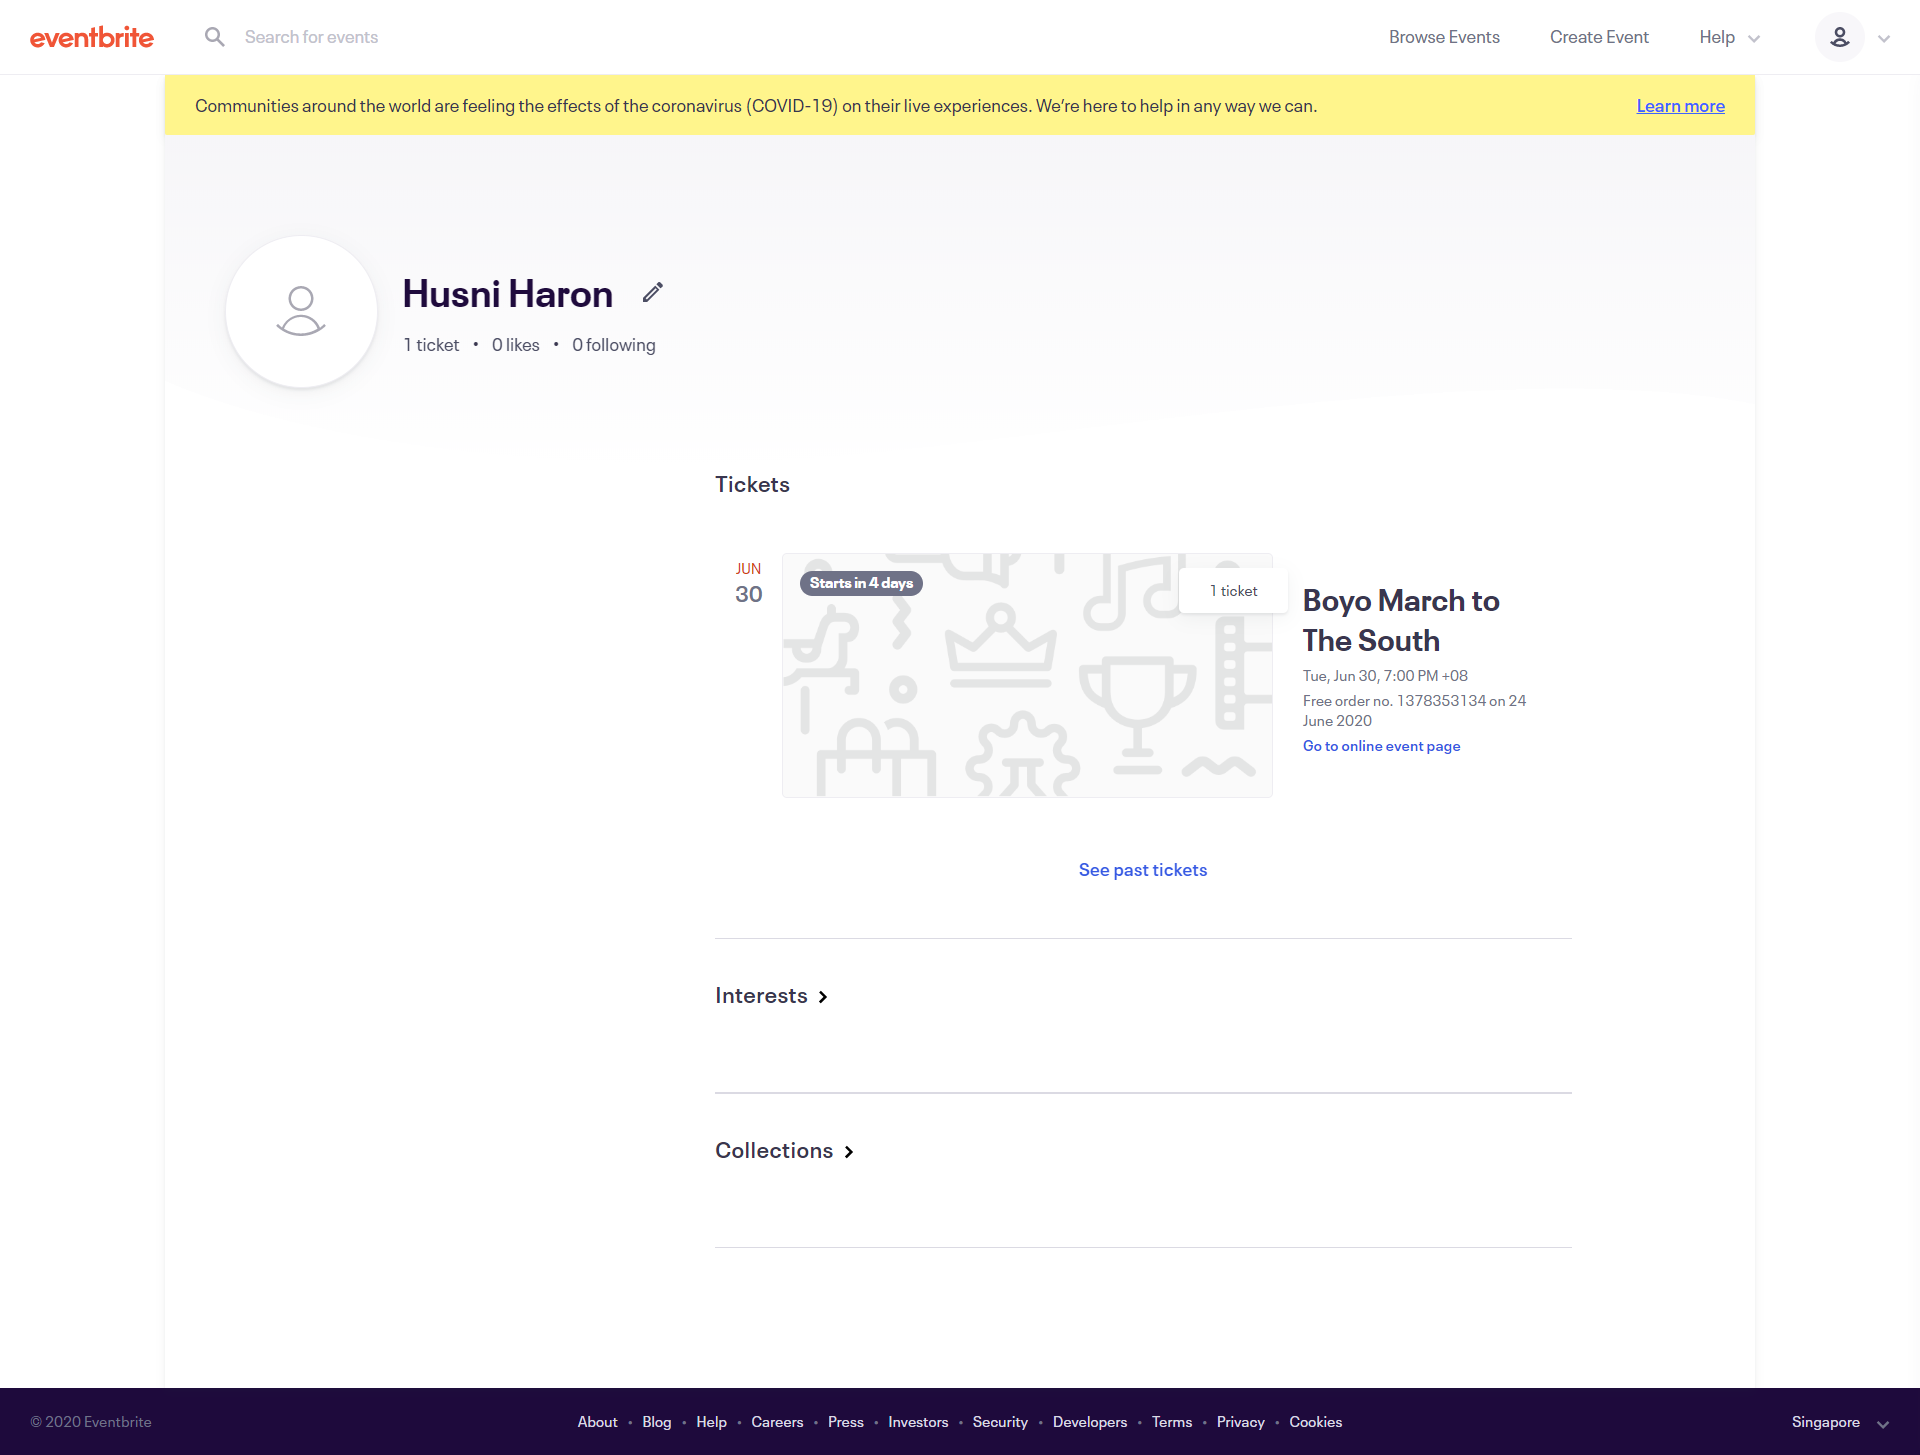 eventbrite
Search for events
Browse Events
Create Event
Help
Communities around the world are feeling the effects of the coronavirus (COVID-19) on their live experiences. We’re here to help in any way we can.
Learn more
Husni Haron
1 ticket • 0 likes • 0 following
Tickets
JUN
30
Starts in 4 days
1 ticket
Boyo March to
The South
Tue, Jun 30, 7:00 PM +08
Free order no. 1378353134 on 24
June 2020
Go to online event page
See past tickets
Interests
Collections
© 2020 Eventbrite
About • Blog • Help • Careers • Press • Investors • Security • Developers • Terms • Privacy • Cookies
Singapore